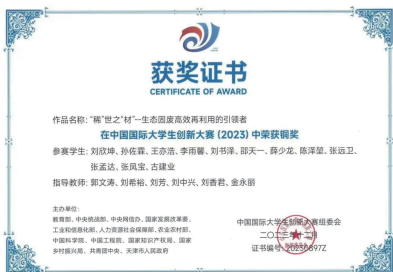 获奖证书
CERTIFICATE OF AWARD
作品名称：“稀”世之“材”--生态固废高效再利用的引领者
在中国国际大学生创新大赛 (2023) 中荣获铜奖
参赛学生：刘欣坤、孙佐霖、王亦浩、李雨馨、刘书泽、邵天一、薛少龙、陈泽堃、张远卫、
张孟达、张凤宝、古建业
指导教师：郭文涛、刘希裕、刘芳、刘中兴、刘香君、金永丽
主办单位：
教育部、中央统战部、中央网信办、国家发展改革委、
工业和信息化部、人力资源社会保障部、农业农村部、
中国科学院、中国工程院、国家知识产权局、国家
乡村振兴局、共青团中央、天津市人民政府
中国国际大学生创新大赛组委会
二〇二三年十二月
证书编号：20230897Z